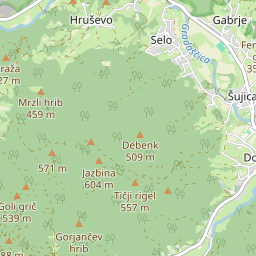 Hruševo
Gabrje
Selo
Gradaščica
Šujica
Mrzli hrib
459 m
Debenk
509 m
571 m
Jazbina
604 m
Tičji rigel
557 m
Goli grič
539 m
Gorjančev
hrib